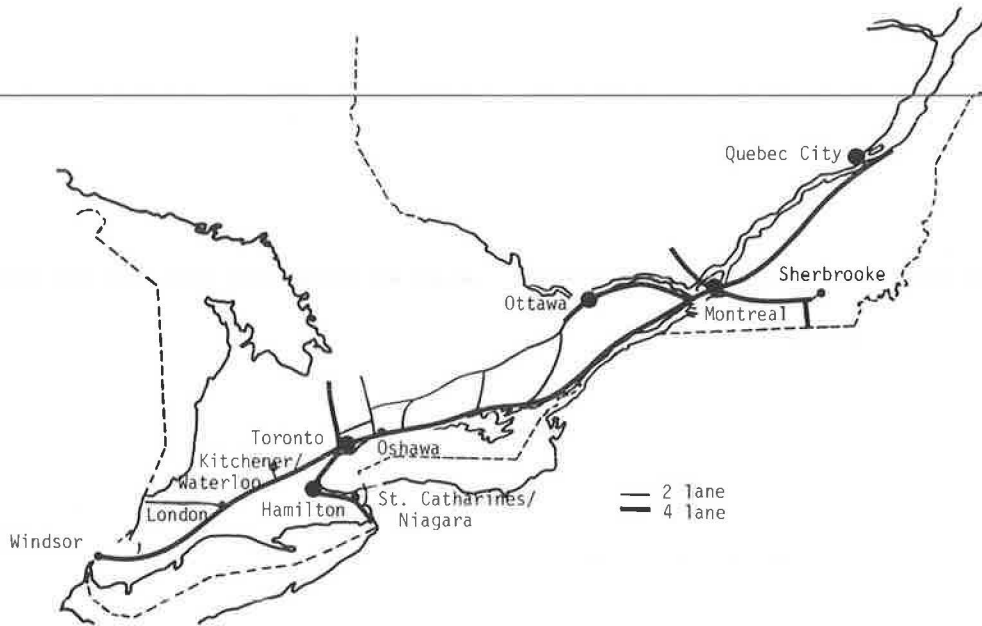 Quebec City
Sherbrooke
Ottawa
Montreal
Toronto
Oshawa
Kitchener/
Waterloo
London
Hamilton
St. Catharines/
Niagara
Windsor
2 lane
4 lane